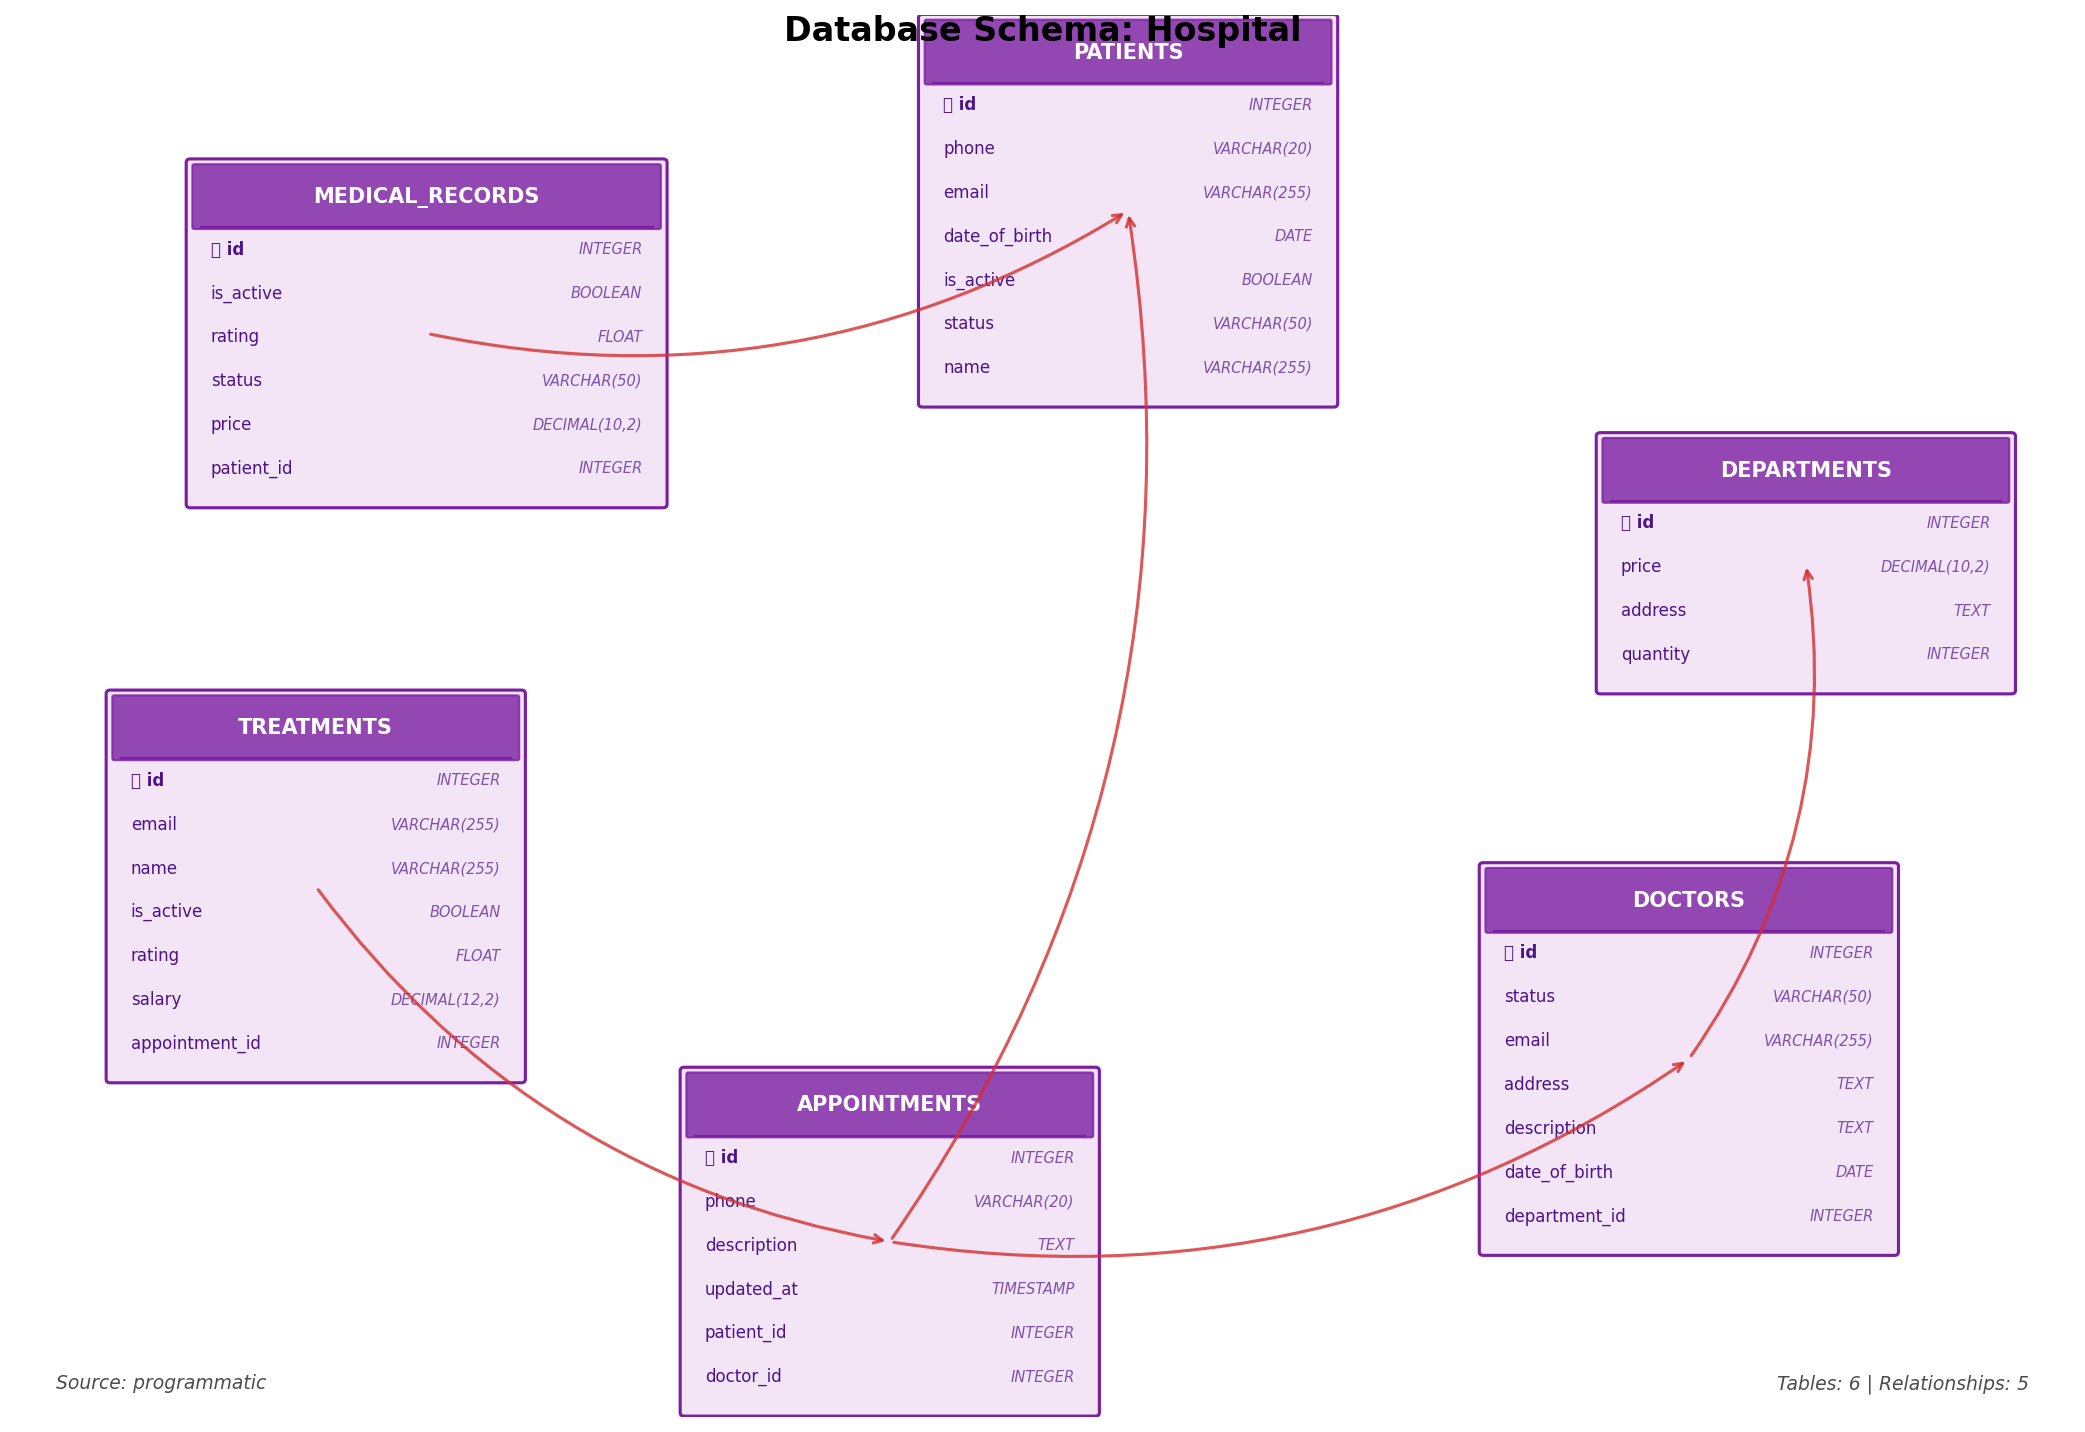 Database Schema: Hospital
PATIENTS
id INTEGER
phone VARCHAR(20)
email VARCHAR(255)
date_of_birth DATE
is_active BOOLEAN
status VARCHAR(50)
name VARCHAR(255)
MEDICAL_RECORDS
id INTEGER
is_active BOOLEAN
rating FLOAT
status VARCHAR(50)
price DECIMAL(10,2)
patient_id INTEGER
DEPARTMENTS
id INTEGER
price DECIMAL(10,2)
address TEXT
quantity INTEGER
TREATMENTS
id INTEGER
email VARCHAR(255)
name VARCHAR(255)
is_active BOOLEAN
rating FLOAT
salary DECIMAL(12,2)
appointment_id INTEGER
DOCTORS
id INTEGER
status VARCHAR(50)
email VARCHAR(255)
address TEXT
description TEXT
date_of_birth DATE
department_id INTEGER
APPOINTMENTS
id INTEGER
phone VARCHAR(20)
description TEXT
updated_at TIMESTAMP
patient_id INTEGER
doctor_id INTEGER
Source: programmatic
Tables: 6 | Relationships: 5